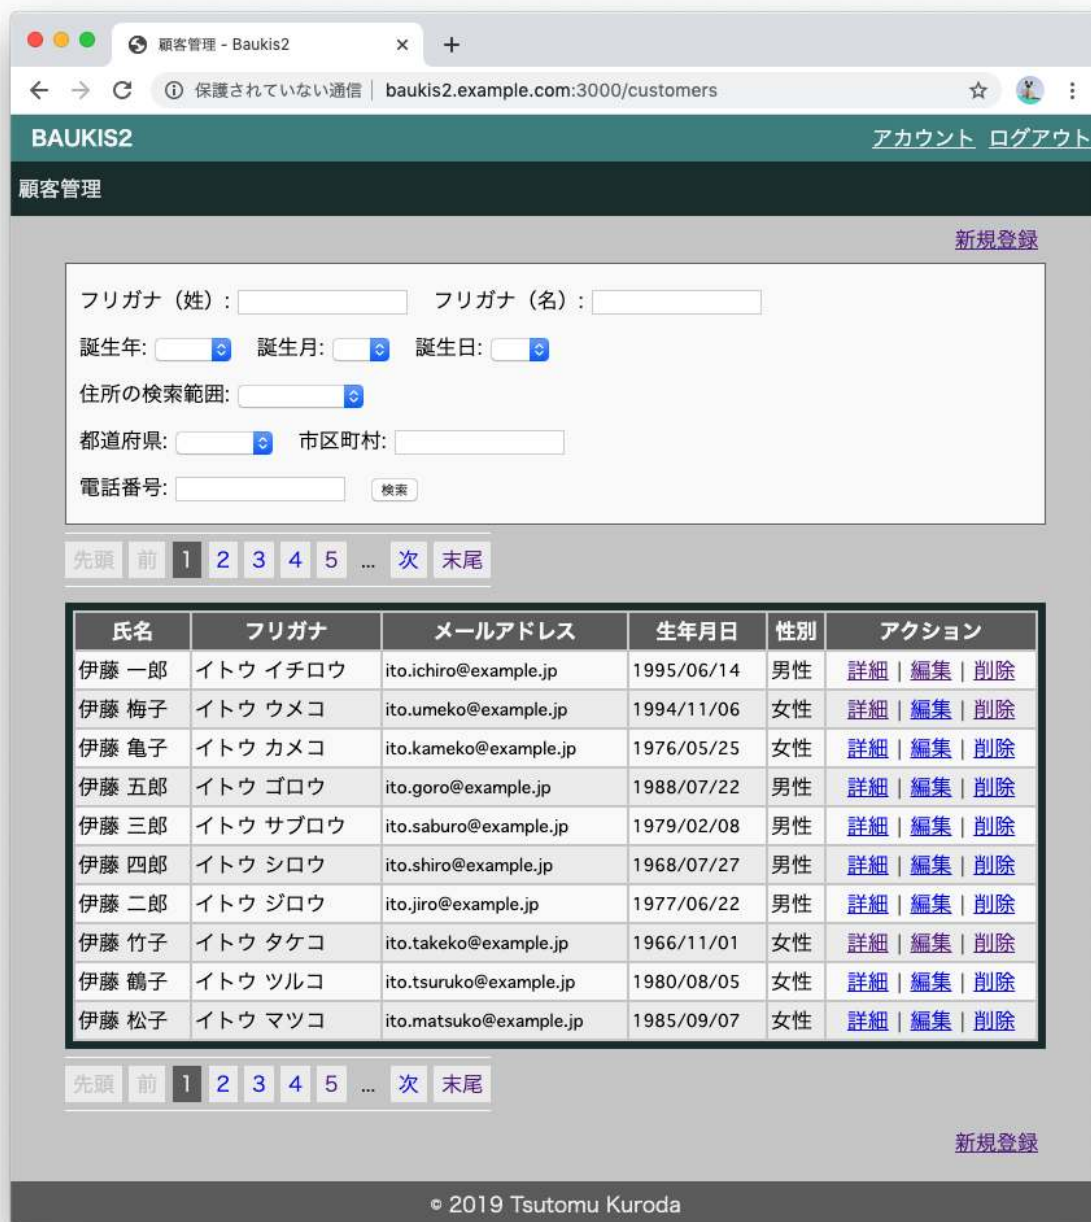 顧客管理 - Baukis2
保護されていない通信 | baukis2.example.com:3000/customers
BAUKIS2 アカウント ログアウト
顧客管理
新規登録
フリガナ（姓）: フリガナ（名）:
誕生年: 誕生月: 誕生日:
住所の検索範囲:
都道府県: 市区町村:
電話番号: 検索
先頭 前 1 2 3 4 5 ... 次 末尾
氏名 フリガナ メールアドレス 生年月日 性別 アクション
伊藤 一郎 イトウ イチロウ ito.ichiro@example.jp 1995/06/14 男性 詳細 | 編集 | 削除
伊藤 梅子 イトウ ウメコ ito.umeko@example.jp 1994/11/06 女性 詳細 | 編集 | 削除
伊藤 亀子 イトウ カメコ ito.kameko@example.jp 1976/05/25 女性 詳細 | 編集 | 削除
伊藤 五郎 イトウ ゴロウ ito.goro@example.jp 1988/07/22 男性 詳細 | 編集 | 削除
伊藤 三郎 イトウ サブロウ ito.saburo@example.jp 1979/02/08 男性 詳細 | 編集 | 削除
伊藤 四郎 イトウ シロウ ito.shiro@example.jp 1968/07/27 男性 詳細 | 編集 | 削除
伊藤 二郎 イトウ ジロウ ito.jiro@example.jp 1977/06/22 男性 詳細 | 編集 | 削除
伊藤 竹子 イトウ タケコ ito.takeko@example.jp 1966/11/01 女性 詳細 | 編集 | 削除
伊藤 鶴子 イトウ ツルコ ito.tsuruko@example.jp 1980/08/05 女性 詳細 | 編集 | 削除
伊藤 松子 イトウ マツコ ito.matsuko@example.jp 1985/09/07 女性 詳細 | 編集 | 削除
先頭 前 1 2 3 4 5 ... 次 末尾
新規登録
© 2019 Tsutomu Kuroda